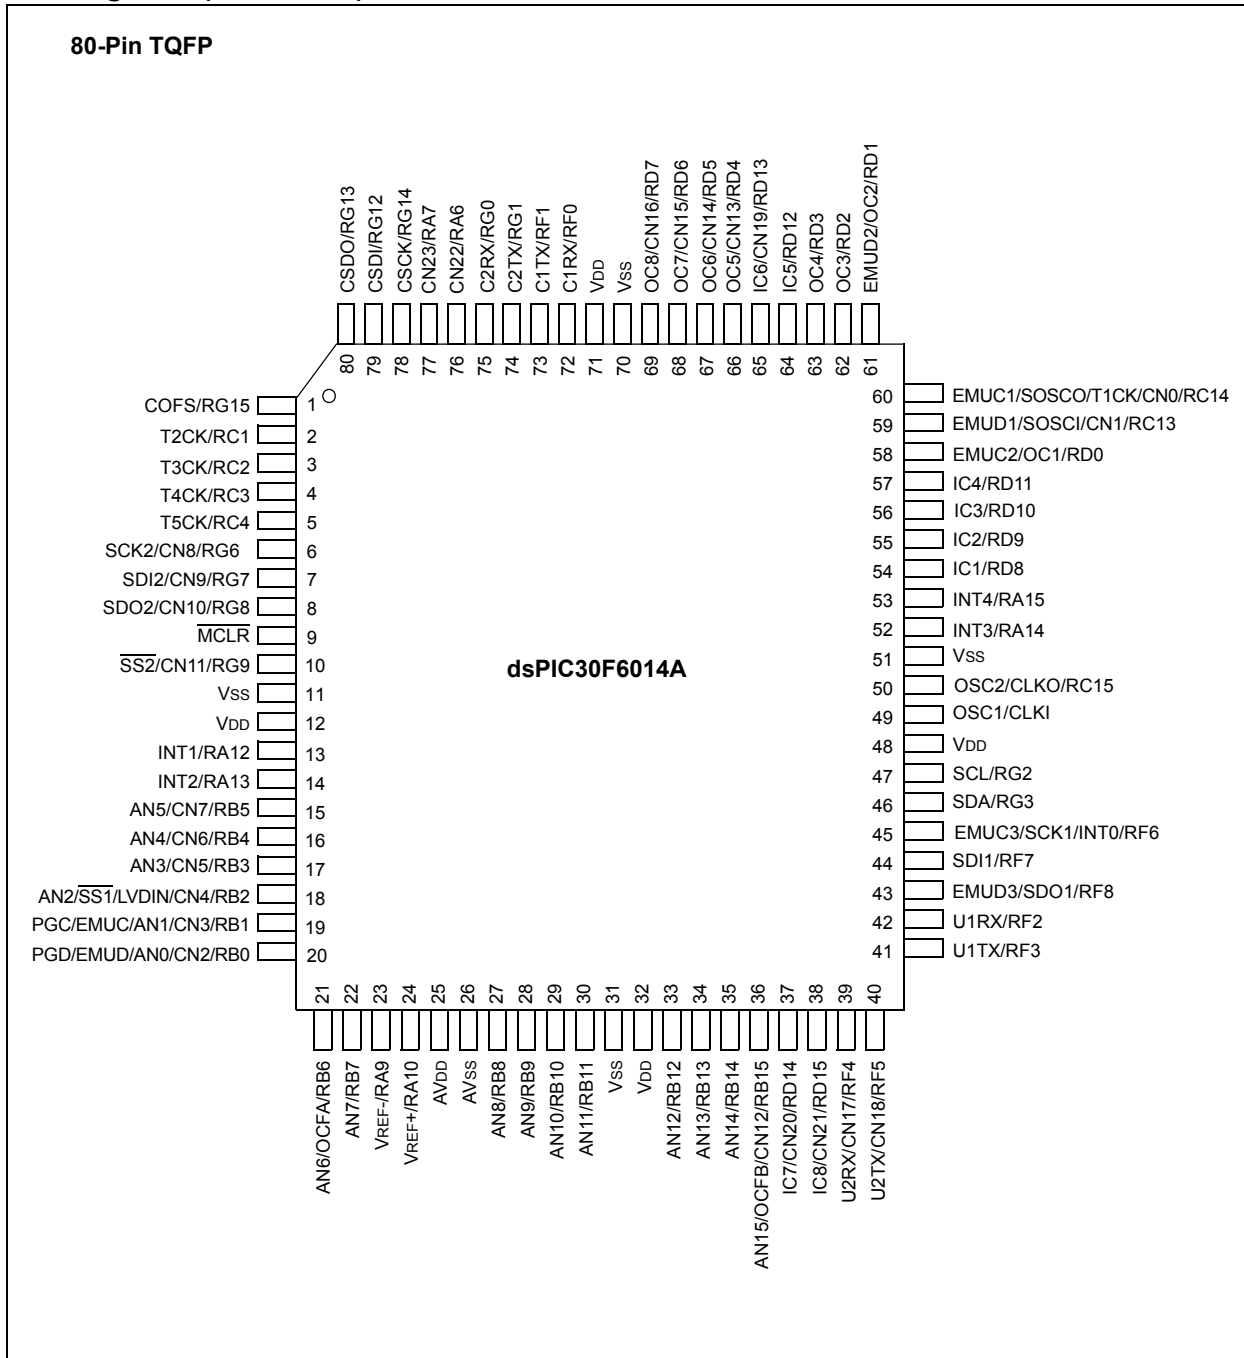 80-Pin TQFP
CSDO/RG13
CSDI/RG12
CSCK/RG14
CN23/RA7
CN22/RA6
C2RX/RG0
C2TX/RG1
C1TX/RF1
C1RX/RF0
VDD
VSS
OC8/CN16/RD7
OC7/CN15/RD6
OC6/CN14/RD5
OC5/CN13/RD4
IC6/CN19/RD13
IC5/RD12
OC4/RD3
OC3/RD2
EMUD2/OC2/RD1
80 79 78 77 76 75 74 73 72 71 70 69 68 67 66 65 64 63 62 61
COFS/RG15 1
T2CK/RC1 2
T3CK/RC2 3
T4CK/RC3 4
T5CK/RC4 5
SCK2/CN8/RG6 6
SDI2/CN9/RG7 7
SDO2/CN10/RG8 8
MCLR 9
SS2/CN11/RG9 10
VSS 11
VDD 12
INT1/RA12 13
INT2/RA13 14
AN5/CN7/RB5 15
AN4/CN6/RB4 16
AN3/CN5/RB3 17
AN2/SS1/LVDIN/CN4/RB2 18
PGC/EMUC/AN1/CN3/RB1 19
PGD/EMUD/AN0/CN2/RB0 20
dsPIC30F6014A
60 EMUC1/SOSCO/T1CK/CN0/RC14
59 EMUD1/SOSCI/CN1/RC13
58 EMUC2/OC1/RD0
57 IC4/RD11
56 IC3/RD10
55 IC2/RD9
54 IC1/RD8
53 INT4/RA15
52 INT3/RA14
51 VSS
50 OSC2/CLKO/RC15
49 OSC1/CLKI
48 VDD
47 SCL/RG2
46 SDA/RG3
45 EMUC3/SCK1/INT0/RF6
44 SDI1/RF7
43 EMUD3/SDO1/RF8
42 U1RX/RF2
41 U1TX/RF3
21 22 23 24 25 26 27 28 29 30 31 32 33 34 35 36 37 38 39 40
AN6/OCFA/RB6
AN7/RB7
VREF-/RA9
VREF+/RA10
AVDD
AVSS
AN8/RB8
AN9/RB9
AN10/RB10
AN11/RB11
VSS
VDD
AN12/RB12
AN13/RB13
AN14/RB14
AN15/OCFB/CN12/RB15
IC7/CN20/RD14
IC8/CN21/RD15
U2RX/CN17/RF4
U2TX/CN18/RF5